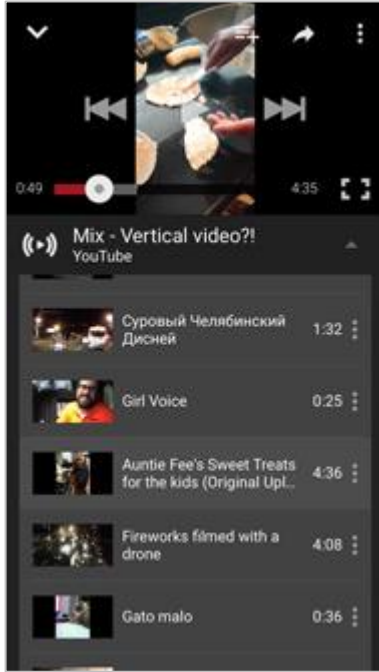 0:49
4:35
Mix - Vertical video?!
YouTube
Суровый Челябинский
Дисней
1:32
Girl Voice
0:25
Auntie Fee's Sweet Treats
for the kids (Original Upl...
4:36
Fireworks filmed with a
drone
4:08
Gato malo
0:36